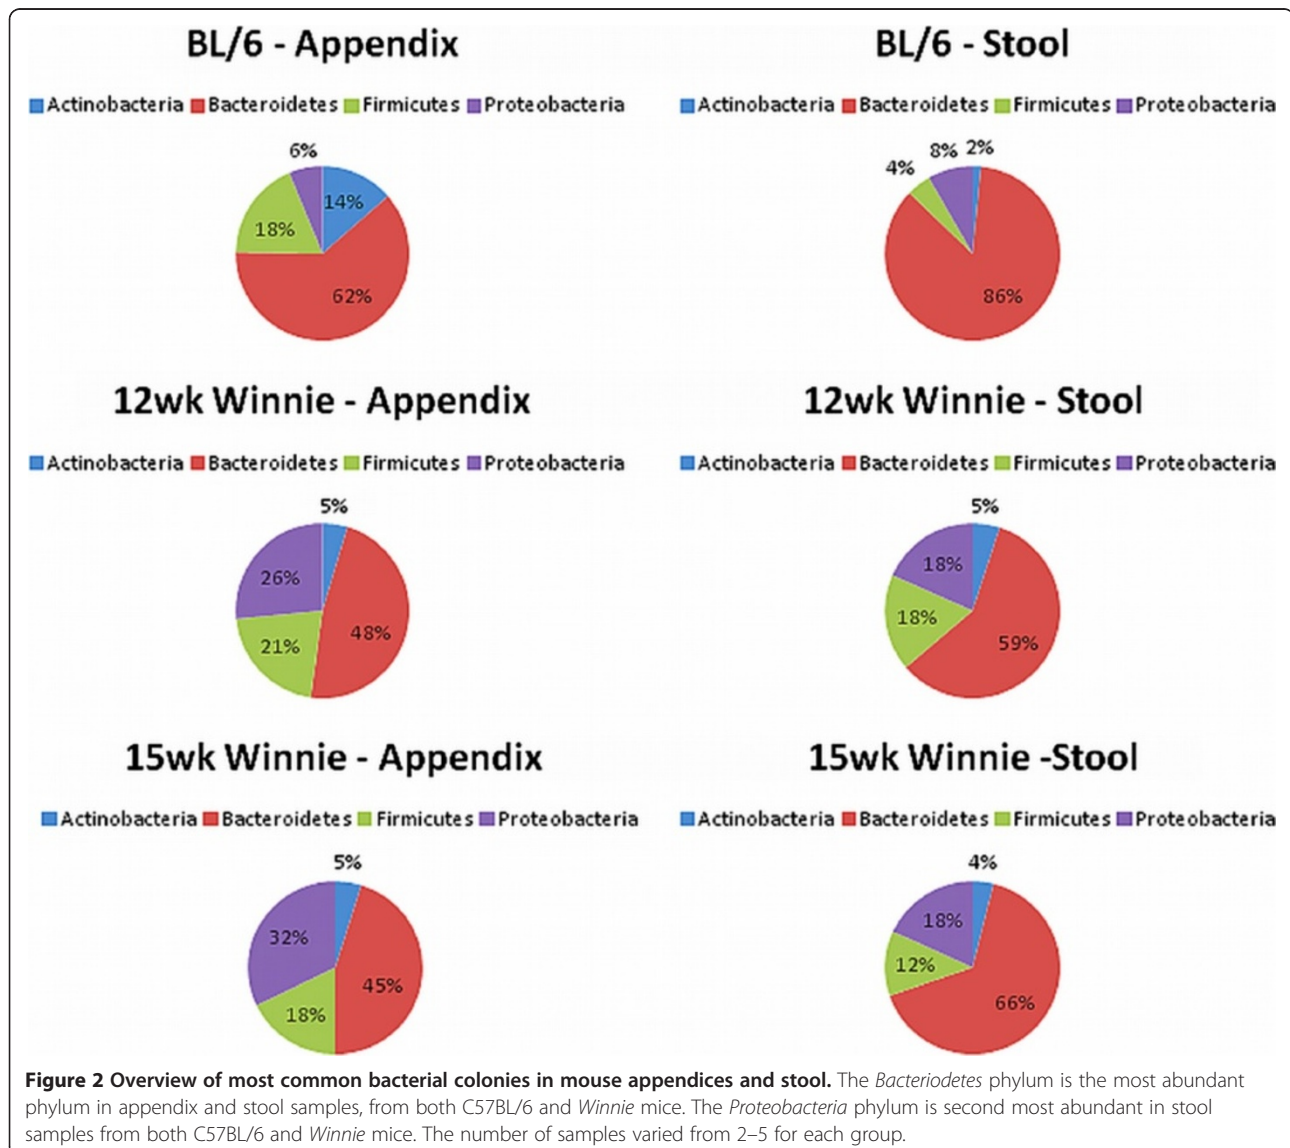 BL/6 - Appendix
Actinobacteria Bacteroidetes Firmicutes Proteobacteria
6%
14%
18%
62%
BL/6 - Stool
Actinobacteria Bacteroidetes Firmicutes Proteobacteria
4% 8% 2%
86%
12wk Winnie - Appendix
Actinobacteria Bacteroidetes Firmicutes Proteobacteria
5%
26%
48%
21%
12wk Winnie - Stool
Actinobacteria Bacteroidetes Firmicutes Proteobacteria
5%
18%
18%
59%
15wk Winnie - Appendix
Actinobacteria Bacteroidetes Firmicutes Proteobacteria
5%
32%
45%
18%
15wk Winnie -Stool
Actinobacteria Bacteroidetes Firmicutes Proteobacteria
4%
18%
12%
66%
Figure 2 Overview of most common bacterial colonies in mouse appendices and stool. The Bacteriodetes phylum is the most abundant
phylum in appendix and stool samples, from both C57BL/6 and Winnie mice. The Proteobacteria phylum is second most abundant in stool
samples from both C57BL/6 and Winnie mice. The number of samples varied from 2–5 for each group.